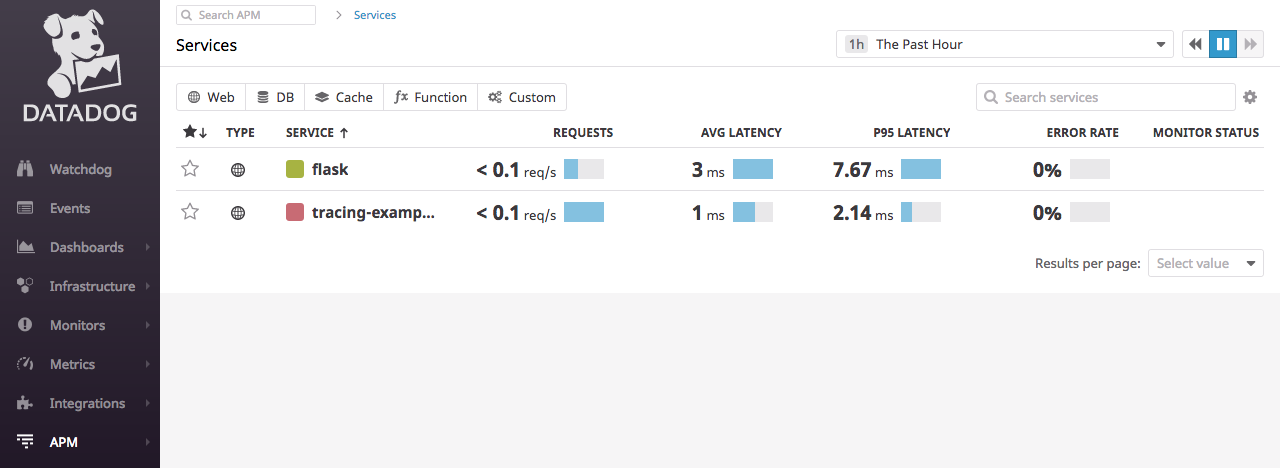 DATADOG
Watchdog
Events
Dashboards
Infrastructure
Monitors
Metrics
Integrations
APM
Search APM > Services
Services
1h The Past Hour
Web DB Cache fx Function Custom
Search services
TYPE SERVICE ↑ REQUESTS AVG LATENCY P95 LATENCY ERROR RATE MONITOR STATUS
flask < 0.1 req/s 3 ms 7.67 ms 0%
tracing-examp... < 0.1 req/s 1 ms 2.14 ms 0%
Results per page: Select value